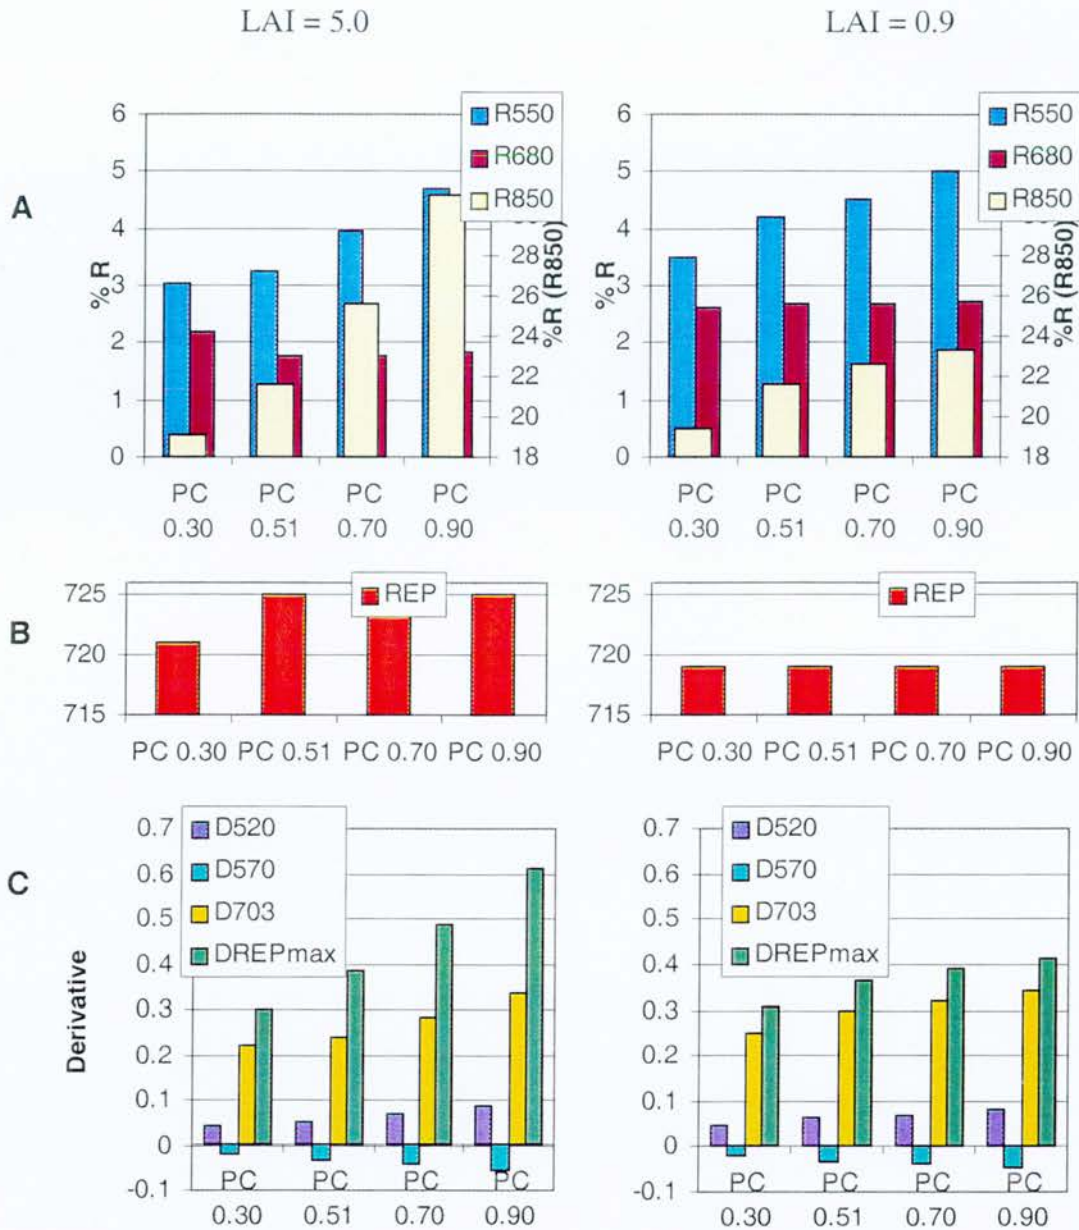 LAI = 5.0
LAI = 0.9
A
6
5
4
3
2
1
0
% R
R550
R680
R850
28
26
24
22
20
18
%R (R850)
PC PC PC PC
0.30 0.51 0.70 0.90
6
5
4
3
2
1
0
% R
R550
R680
R850
28
26
24
22
20
18
%R (R850)
PC PC PC PC
0.30 0.51 0.70 0.90
B
725
720
715
REP
PC 0.30 PC 0.51 PC 0.70 PC 0.90
725
720
715
REP
PC 0.30 PC 0.51 PC 0.70 PC 0.90
C
Derivative
0.7
0.6
0.5
0.4
0.3
0.2
0.1
0
-0.1
D520
D570
D703
DREPmax
PC PC PC PC
0.30 0.51 0.70 0.90
0.7
0.6
0.5
0.4
0.3
0.2
0.1
0
-0.1
D520
D570
D703
DREPmax
PC PC PC PC
0.30 0.51 0.70 0.90